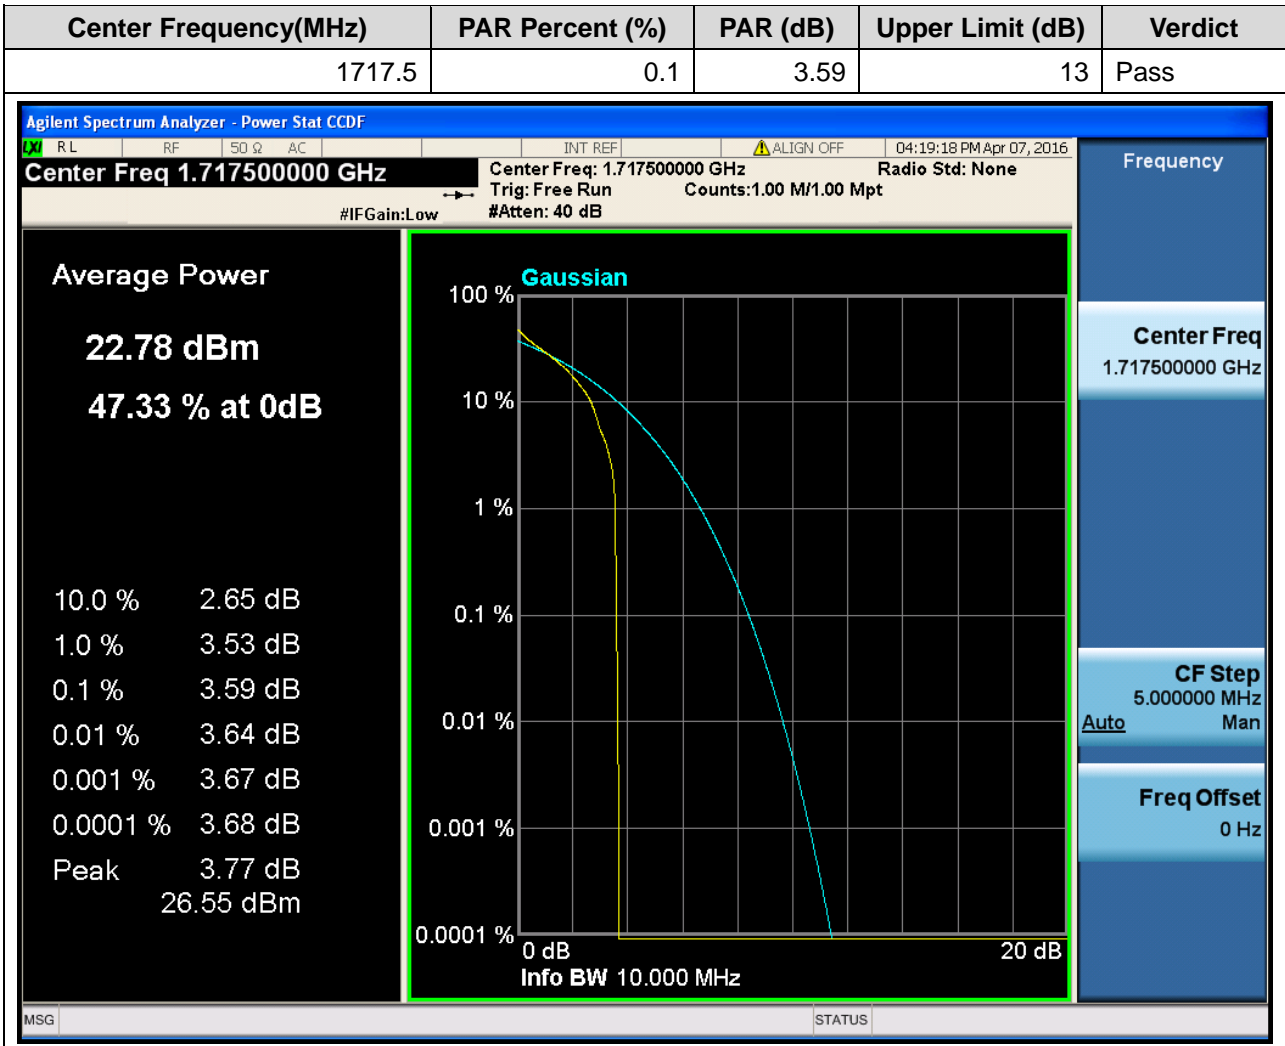 Center Frequency(MHz) PAR Percent (%) PAR (dB) Upper Limit (dB) Verdict
1717.5 0.1 3.59 13 Pass
Agilent Spectrum Analyzer - Power Stat CCDF
LXI RL RF 50 Ω AC INT REF ALIGN OFF 04:19:18 PM Apr 07, 2016
Center Freq 1.717500000 GHz
Center Freq: 1.717500000 GHz Radio Std: None
Trig: Free Run Counts:1.00 M/1.00 Mpt
#IFGain:Low #Atten: 40 dB
Frequency
Average Power
22.78 dBm
47.33 % at 0dB
10.0 % 2.65 dB
1.0 % 3.53 dB
0.1 % 3.59 dB
0.01 % 3.64 dB
0.001 % 3.67 dB
0.0001 % 3.68 dB
Peak 3.77 dB
26.55 dBm
Gaussian
100 %
10 %
1 %
0.1 %
0.01 %
0.001 %
0.0001 %
0 dB 20 dB
Info BW 10.000 MHz
Center Freq
1.717500000 GHz
CF Step
5.000000 MHz
Auto Man
Freq Offset
0 Hz
MSG STATUS